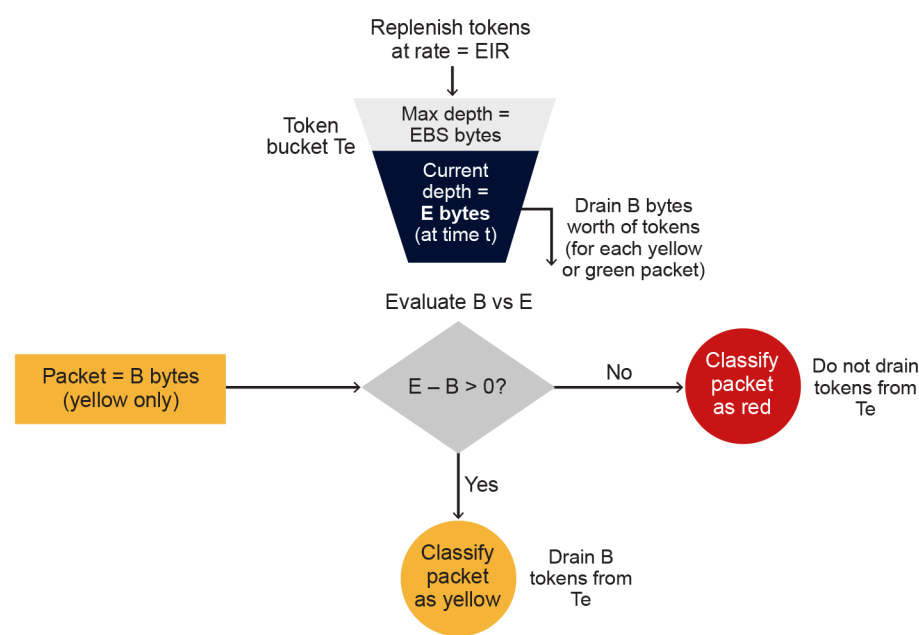 Replenish tokens
at rate = EIR
Token
bucket Te
Max depth =
EBS bytes
Current
depth =
E bytes
(at time t)
Drain B bytes
worth of tokens
(for each yellow
or green packet)
Evaluate B vs E
Packet = B bytes
(yellow only)
E – B > 0?
No
Classify
packet
as red
Do not drain
tokens from
Te
Yes
Classify
packet
as yellow
Drain B
tokens from
Te